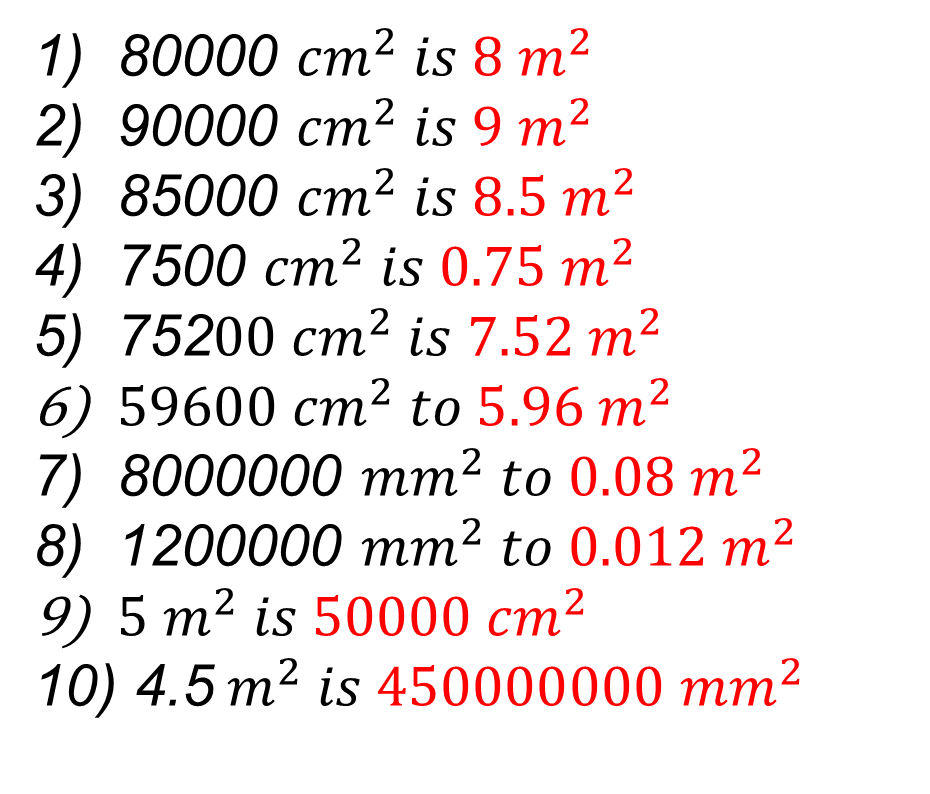 1) 80000 cm² is 8 m²
2) 90000 cm² is 9 m²
3) 85000 cm² is 8.5 m²
4) 7500 cm² is 0.75 m²
5) 75200 cm² is 7.52 m²
6) 59600 cm² to 5.96 m²
7) 8000000 mm² to 0.08 m²
8) 1200000 mm² to 0.012 m²
9) 5 m² is 50000 cm²
10) 4.5 m² is 450000000 mm²